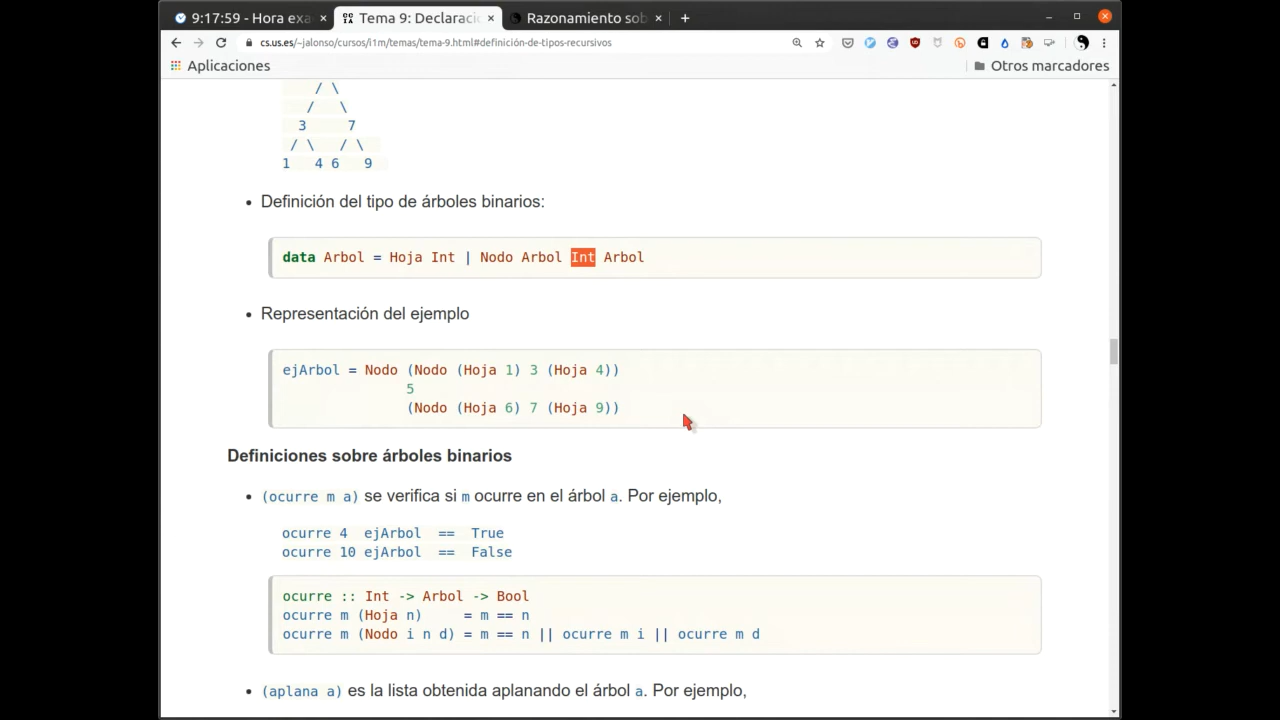 9:17:59 - Hora exa
Tema 9: Declaraci
Razonamiento sob
cs.us.es/~jalonso/cursos/i1m/temas/tema-9.html#definición-de-tipos-recursivos
Aplicaciones
Otros marcadores
/ \
/ \
3 7
/ \ / \
1 4 6 9
• Definición del tipo de árboles binarios:
data Arbol = Hoja Int | Nodo Arbol Int Arbol
• Representación del ejemplo
ejArbol = Nodo (Nodo (Hoja 1) 3 (Hoja 4))
5
(Nodo (Hoja 6) 7 (Hoja 9))
Definiciones sobre árboles binarios
• (ocurre m a) se verifica si m ocurre en el árbol a. Por ejemplo,
ocurre 4 ejArbol == True
ocurre 10 ejArbol == False
ocurre :: Int -> Arbol -> Bool
ocurre m (Hoja n) = m == n
ocurre m (Nodo i n d) = m == n || ocurre m i || ocurre m d
• (aplana a) es la lista obtenida aplanando el árbol a. Por ejemplo,